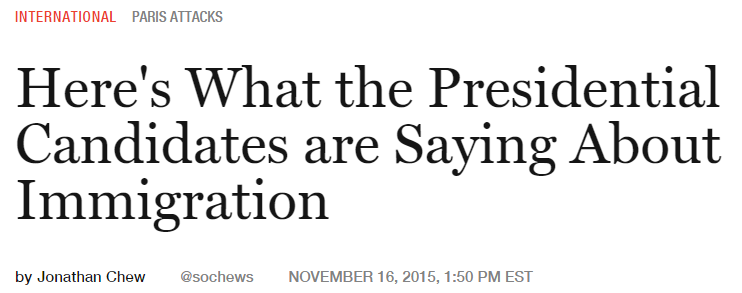 INTERNATIONAL PARIS ATTACKS
Here's What the Presidential
Candidates are Saying About
Immigration
by Jonathan Chew @sochews NOVEMBER 16, 2015, 1:50 PM EST